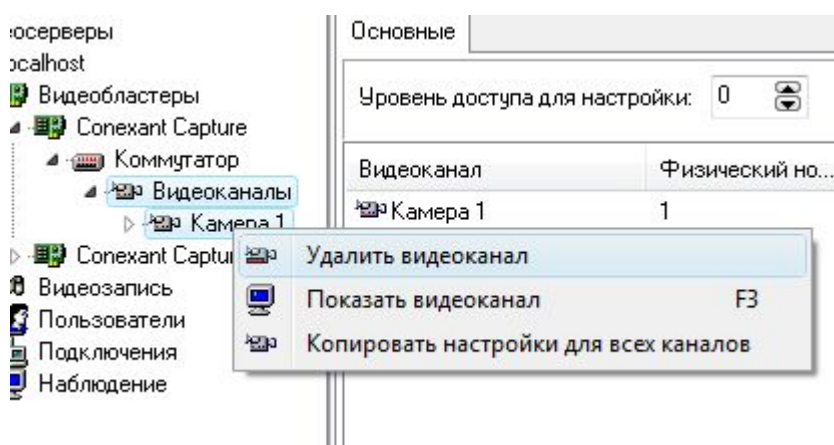 еосерверы
ocalhost
Видеобластеры
Conexant Capture
Коммутатор
Видеоканалы
Камера 1
Conexant Captu
Видеозапись
Пользователи
Подключения
Наблюдение
Основные
Уровень доступа для настройки: 0
Видеоканал Физический но...
Камера 1 1
Удалить видеоканал
Показать видеоканал F3
Копировать настройки для всех каналов